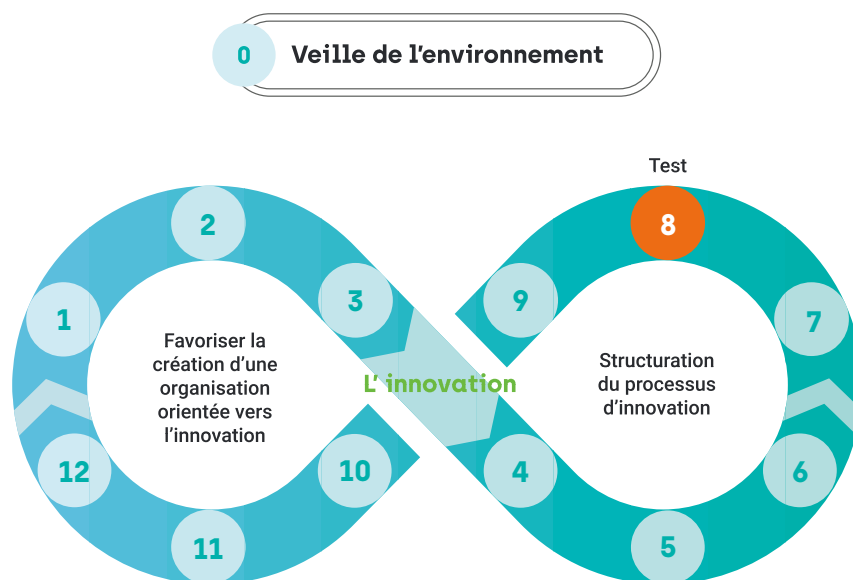 0 Veille de l'environnement
Test
2
8
3
9
1
7
Favoriser la
création d'une
organisation
orientée vers
l'innovation
L' innovation
Structuration
du processus
d'innovation
12
10
4
6
11
5